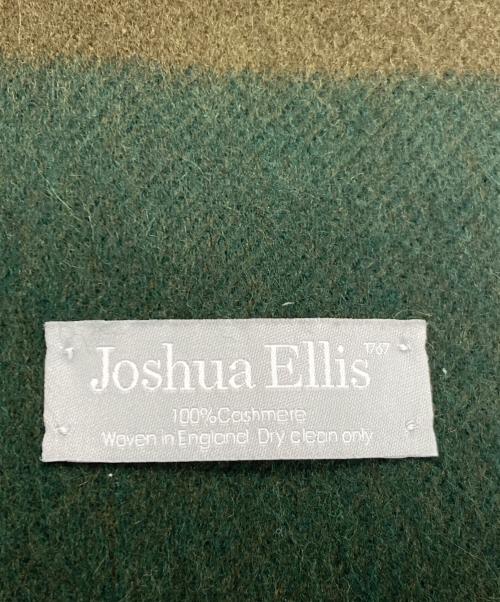 Joshua Ellis 1767
100%Cashmere
Woven in England Dry clean only